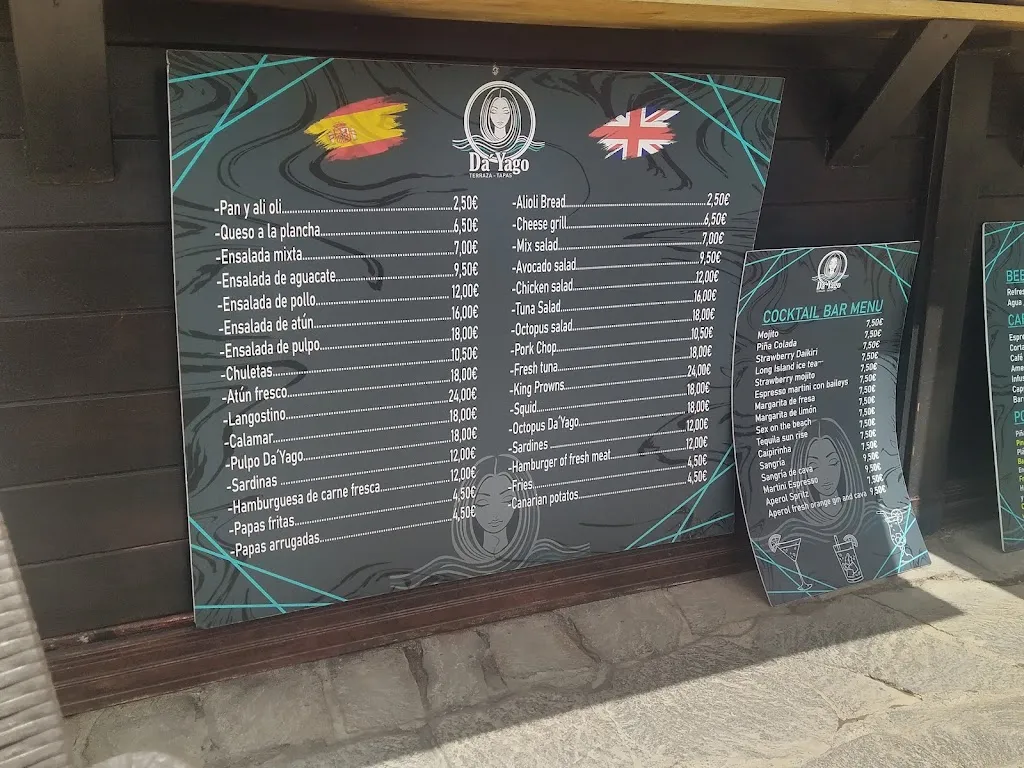 Da´Yago
TERRAZA - TAPAS
-Pan y ali oli 2,50€
-Queso a la plancha 6,50€
-Ensalada mixta 7,00€
-Ensalada de aguacate 9,50€
-Ensalada de pollo 12,00€
-Ensalada de atún 16,00€
-Ensalada de pulpo 18,00€
-Chuletas 10,50€
-Atún fresco 18,00€
-Langostino 24,00€
-Calamar 18,00€
-Pulpo Da´Yago 18,00€
-Sardinas 12,00€
-Hamburguesa de carne fresca 12,00€
-Papas fritas 4,50€
-Papas arrugadas 4,50€
-Alioli Bread 2,50€
-Cheese grill 6,50€
-Mix salad 7,00€
-Avocado salad 9,50€
-Chicken salad 12,00€
-Tuna Salad 16,00€
-Octopus salad 18,00€
-Pork Chop 10,50€
-Fresh tuna 18,00€
-King Prowns 24,00€
-Squid 18,00€
-Octopus Da´Yago 18,00€
-Sardines 12,00€
-Hamburger of fresh meat 12,00€
-Fries 4,50€
-Canarian potatos 4,50€
Da´Yago
COCKTAIL BAR MENU
Mojito 7,50€
Piña Colada 7,50€
Strawberry Daikiri 7,50€
Long Island ice tea 7,50€
Strawberry mojito 7,50€
Espresso martini con baileys 7,50€
Margarita de fresa 7,50€
Margarita de limón 7,50€
Sex on the beach 7,50€
Tequila sun rise 7,50€
Caipirinha 7,50€
Sangría
Sangría de cava
Martini Espresso 9,50€
Aperol Spritz 7,50€
Aperol fresh orange gin and cava 9,50€
Agua